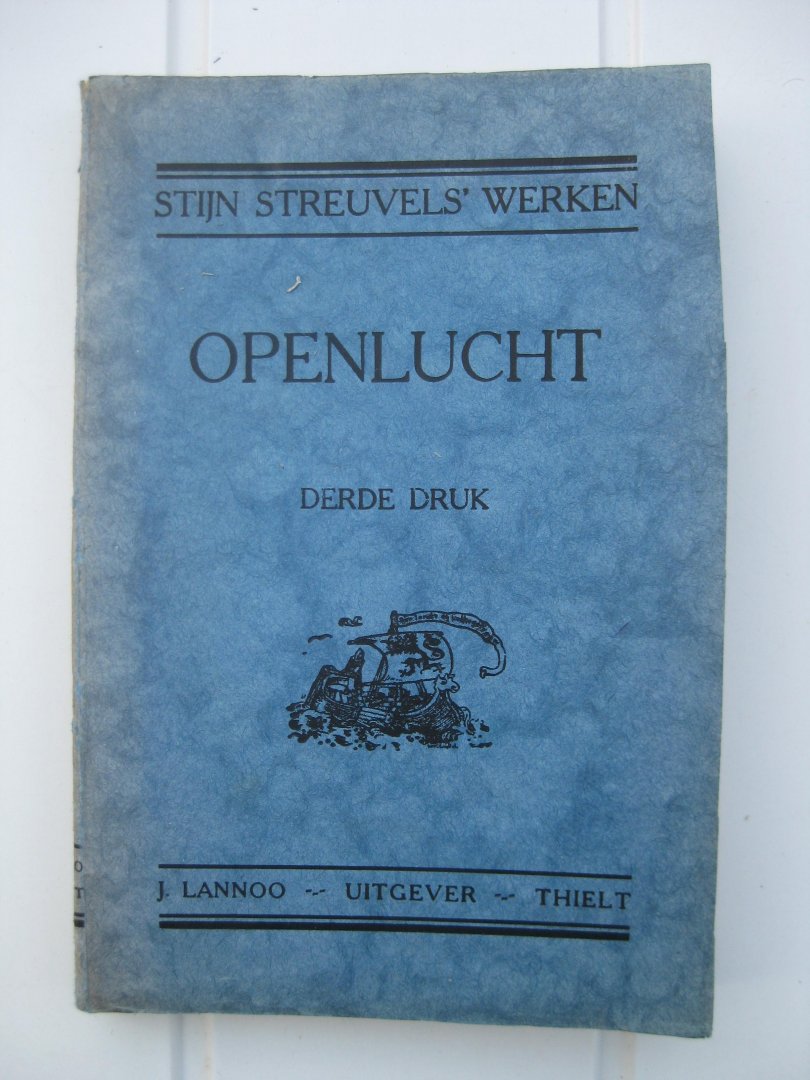 STIJN STREUVELS' WERKEN
OPENLUCHT
DERDE DRUK
J. LANNOO -·- UITGEVER -·- THIELT
O
T